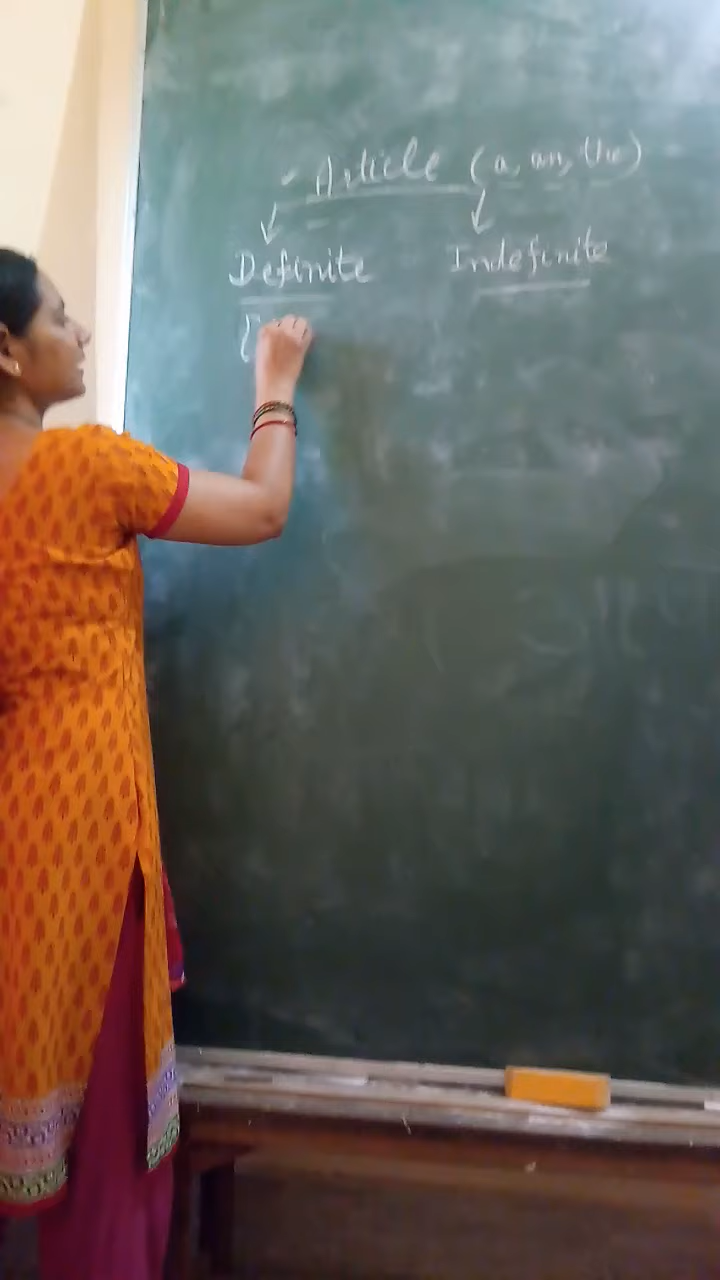 Article (a, an, the)
Definite Indefinite
{